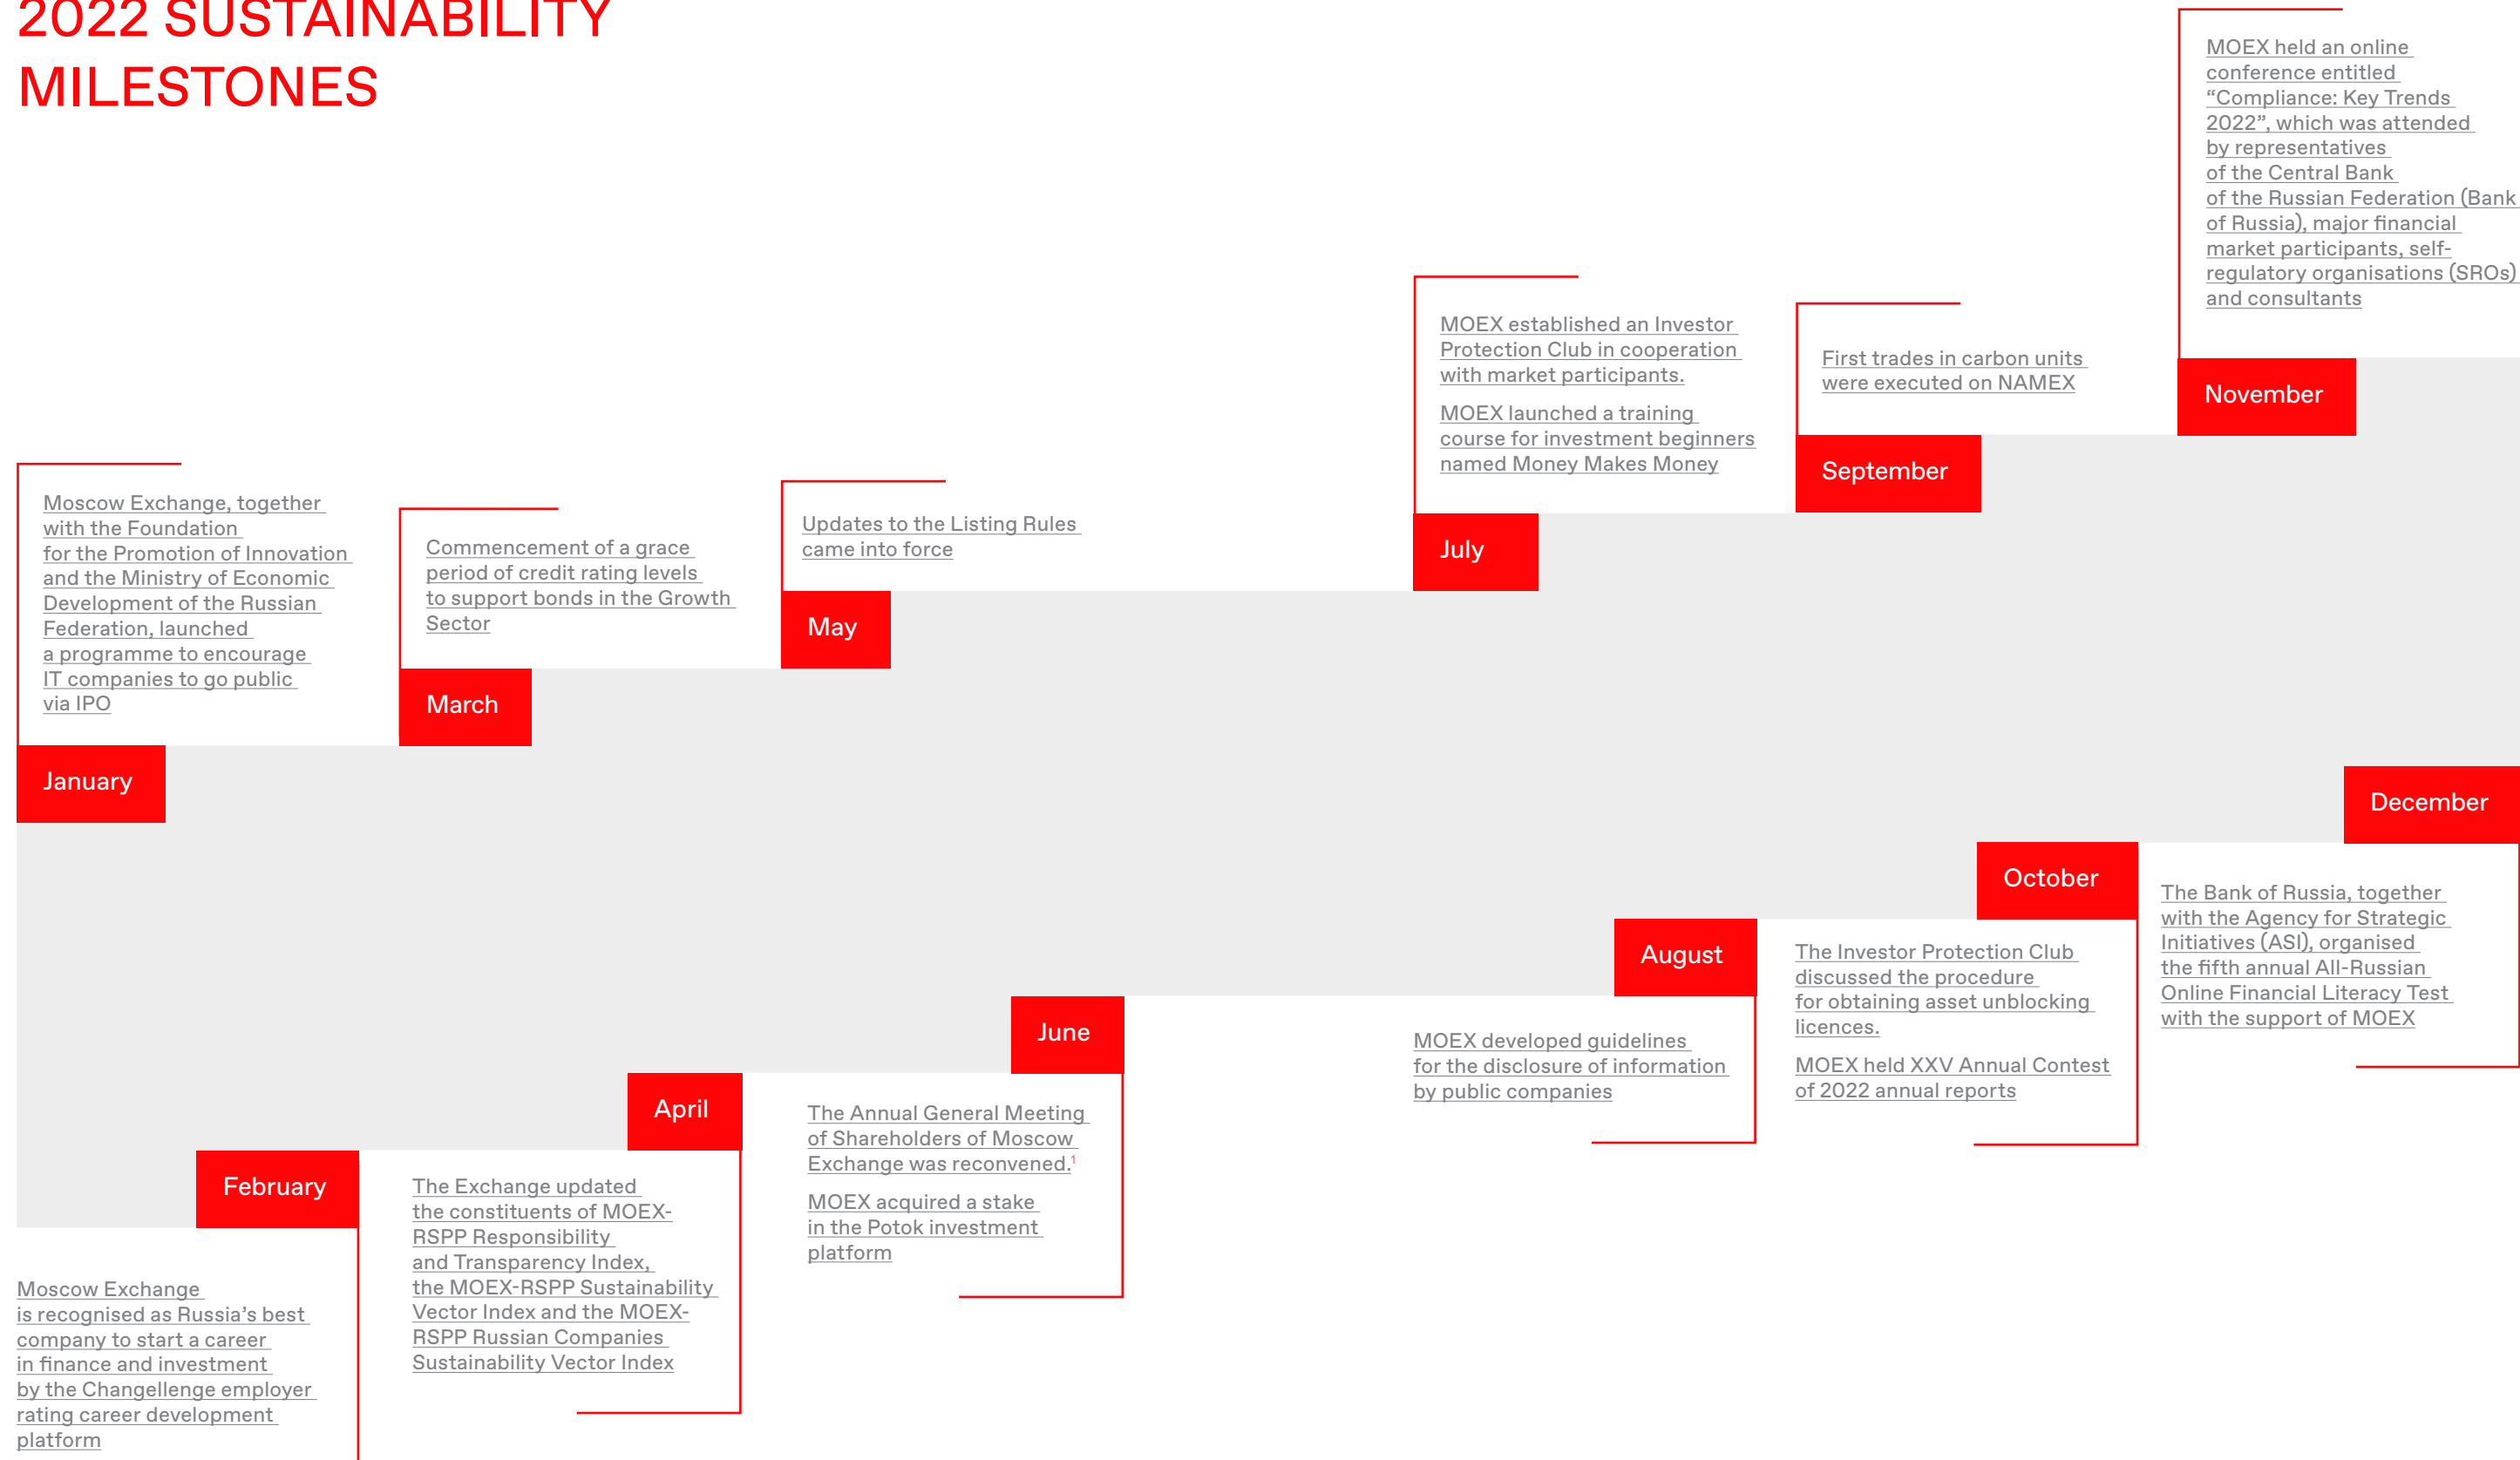 2022 SUSTAINABILITY
MILESTONES
Moscow Exchange, together
with the Foundation
for the Promotion of Innovation
and the Ministry of Economic
Development of the Russian
Federation, launched
a programme to encourage
IT companies to go public
via IPO
January
Moscow Exchange
is recognised as Russia’s best
company to start a career
in finance and investment
by the Changellenge employer
rating career development
platform
February
Commencement of a grace
period of credit rating levels
to support bonds in the Growth
Sector
March
The Exchange updated
the constituents of MOEX-
RSPP Responsibility
and Transparency Index,
the MOEX-RSPP Sustainability
Vector Index and the MOEX-
RSPP Russian Companies
Sustainability Vector Index
April
Updates to the Listing Rules
came into force
May
The Annual General Meeting
of Shareholders of Moscow
Exchange was reconvened.1
MOEX acquired a stake
in the Potok investment
platform
June
MOEX established an Investor
Protection Club in cooperation
with market participants.
MOEX launched a training
course for investment beginners
named Money Makes Money
July
MOEX developed guidelines
for the disclosure of information
by public companies
August
First trades in carbon units
were executed on NAMEX
September
The Investor Protection Club
discussed the procedure
for obtaining asset unblocking
licences.
MOEX held XXV Annual Contest
of 2022 annual reports
October
MOEX held an online
conference entitled
“Compliance: Key Trends
2022”, which was attended
by representatives
of the Central Bank
of the Russian Federation (Bank
of Russia), major financial
market participants, self-
regulatory organisations (SROs)
and consultants
November
The Bank of Russia, together
with the Agency for Strategic
Initiatives (ASI), organised
the fifth annual All-Russian
Online Financial Literacy Test
with the support of MOEX
December